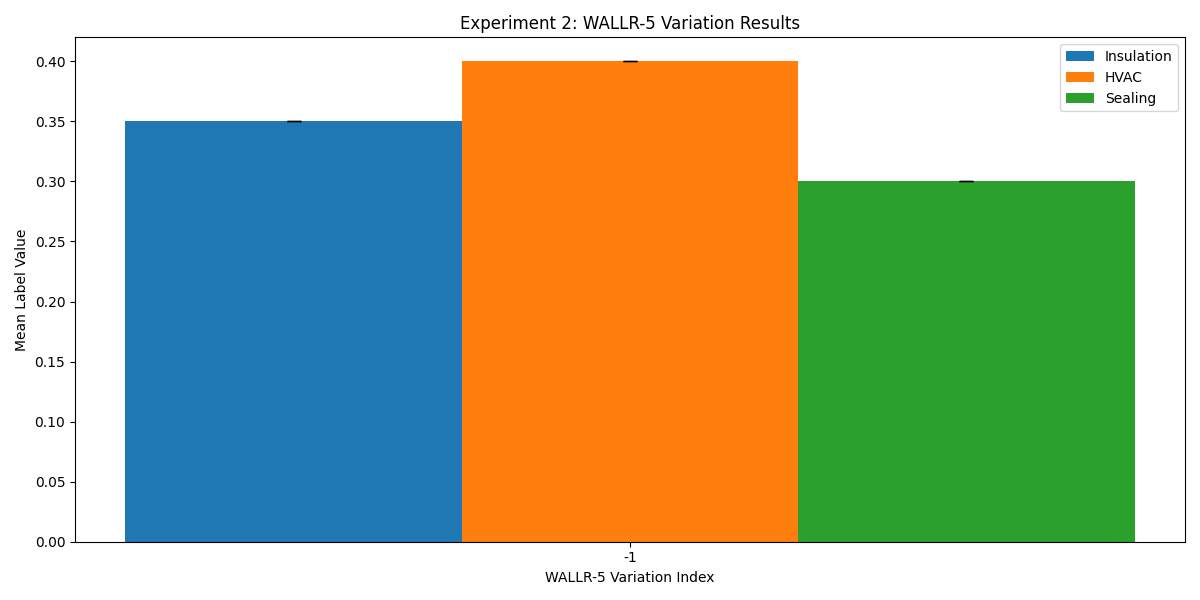 Experiment 2: WALLR-5 Variation Results
Insulation
HVAC
Sealing
Mean Label Value
0.40
0.35
0.30
0.25
0.20
0.15
0.10
0.05
0.00
-1
WALLR-5 Variation Index